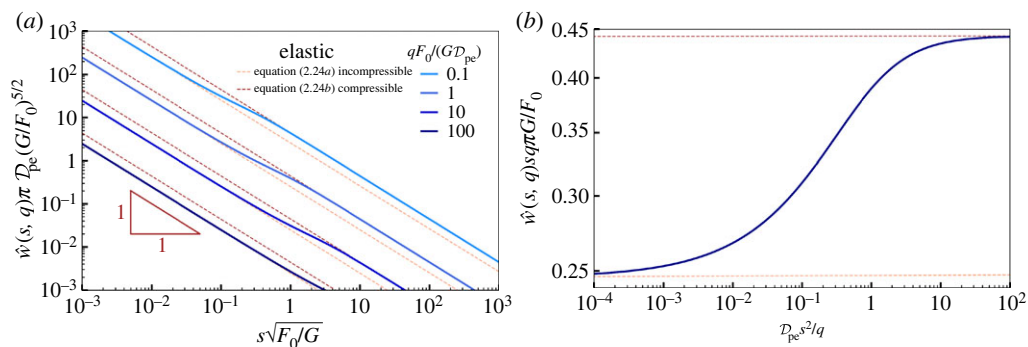 (a)
10³
10²
10
1
10⁻¹
10⁻²
10⁻³
ŵ(s, q)π 𝒟ₚₑ(G/F₀)^5/2
elastic
equation (2.24a) incompressible
equation (2.24b) compressible
qF₀/(G𝒟ₚₑ)
0.1
1
10
100
1
1
10⁻³ 10⁻² 10⁻¹ 1 10 10² 10³
s√F₀/G
(b)
0.45
0.40
0.35
0.30
0.25
ŵ(s, q)sqπG/F₀
10⁻⁴ 10⁻³ 10⁻² 10⁻¹ 1 10 10²
𝒟ₚₑs²/q